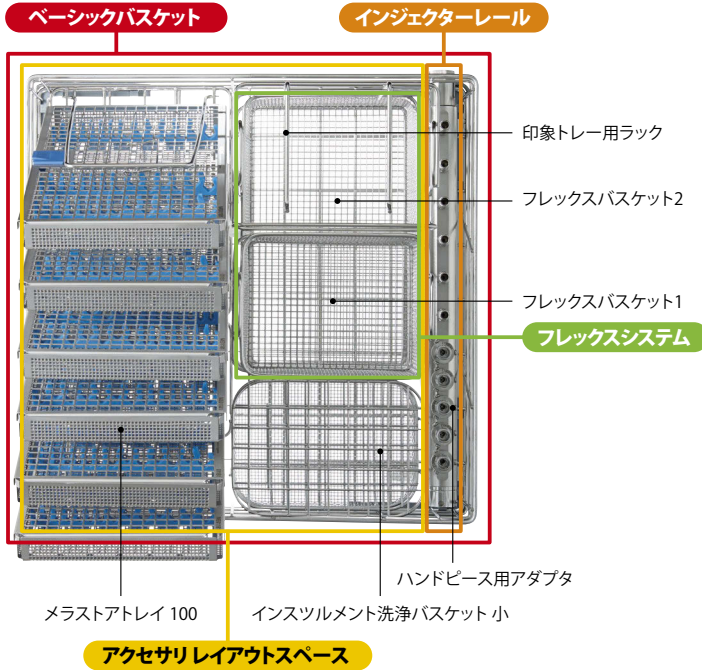 ベーシックバスケット
インジェクターレール
印象トレー用ラック
フレックスバスケット2
フレックスバスケット1
フレックスシステム
ハンドピース用アダプタ
メラストアトレイ 100
インスツルメント洗浄バスケット 小
アクセサリ レイアウトスペース